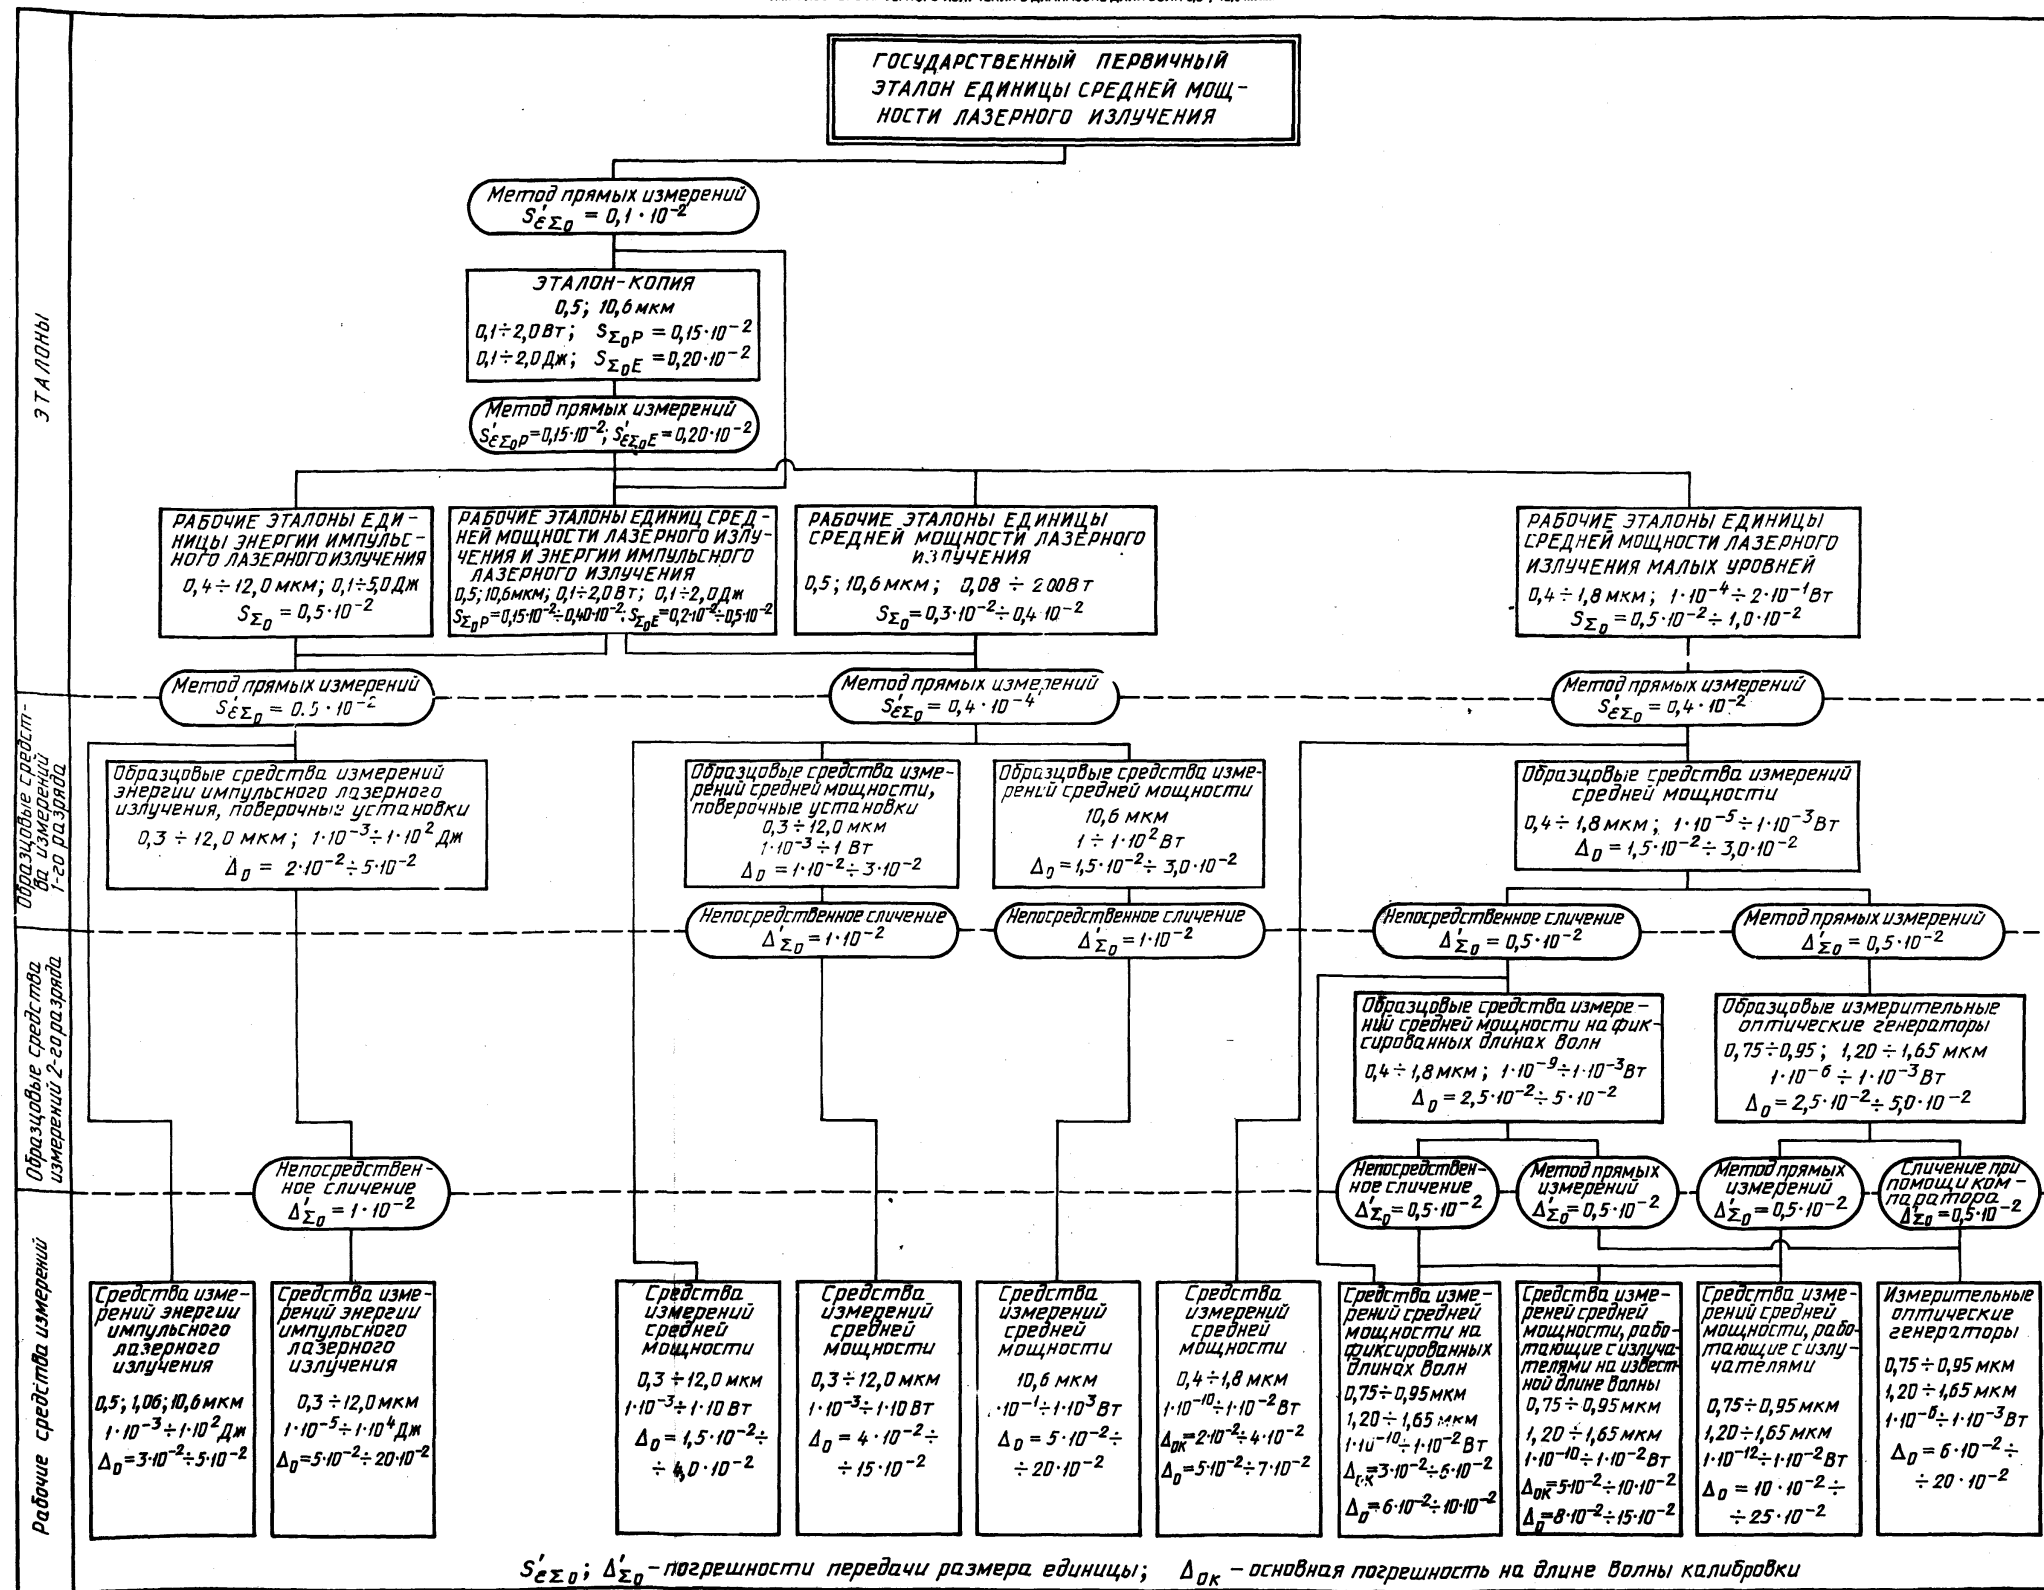 ГОСУДАРСТВЕННЫЙ ПЕРВИЧНЫЙ
ЭТАЛОН ЕДИНИЦЫ СРЕДНЕЙ МОЩ-
НОСТИ ЛАЗЕРНОГО ИЗЛУЧЕНИЯ
Метод прямых измерений
S'εΣ0 = 0,1·10⁻²
ЭТАЛОН-КОПИЯ
0,5; 10,6 мкм
0,1÷2,0 Вт; SΣ0P = 0,15·10⁻²
0,1÷2,0 Дж; SΣ0E = 0,20·10⁻²
Метод прямых измерений
S'εΣ0P = 0,15·10⁻²; S'εΣ0E = 0,20·10⁻²
ЭТАЛОНЫ
РАБОЧИЕ ЭТАЛОНЫ ЕДИ-
НИЦЫ ЭНЕРГИИ ИМПУЛЬС-
НОГО ЛАЗЕРНОГО ИЗЛУЧЕНИЯ
0,4÷12,0 мкм; 0,1÷5,0 Дж
SΣ0 = 0,5·10⁻²
РАБОЧИЕ ЭТАЛОНЫ ЕДИНИЦ СРЕД-
НЕЙ МОЩНОСТИ ЛАЗЕРНОГО ИЗЛУ-
ЧЕНИЯ И ЭНЕРГИИ ИМПУЛЬСНОГО
ЛАЗЕРНОГО ИЗЛУЧЕНИЯ
0,5; 10,6 мкм; 0,1÷2,0 Вт; 0,1÷2,0 Дж
SΣ0P = 0,15·10⁻²÷0,40·10⁻²; SΣ0E = 0,2·10⁻²÷0,5·10⁻²
РАБОЧИЕ ЭТАЛОНЫ ЕДИНИЦЫ
СРЕДНЕЙ МОЩНОСТИ ЛАЗЕРНОГО
ИЗЛУЧЕНИЯ
0,5; 10,6 мкм; 0,08 ÷ 200 Вт
SΣ0 = 0,3·10⁻²÷0,4·10
РАБОЧИЕ ЭТАЛОНЫ ЕДИНИЦЫ
СРЕДНЕЙ МОЩНОСТИ ЛАЗЕРНОГО
ИЗЛУЧЕНИЯ МАЛЫХ УРОВНЕЙ
0,4÷1,8 мкм; 1·10⁻⁴÷2·10⁻¹ Вт
SΣ0 = 0,5·10⁻²÷1,0·10⁻²
Метод прямых измерений
S'εΣ0 = 0.5·10⁻²
Метод прямых измерений
S'εΣ0 = 0,4·10⁻⁴
Метод прямых измерений
S'εΣ0 = 0,4·10⁻²
Образцовые средст-
ва измерений
1-го разряда
Образцовые средства измерений
энергии импульсного лазерного
излучения, поверочные установки
0,3÷12,0 мкм; 1·10⁻³÷1·10² Дж
Δ0 = 2·10⁻²÷5·10⁻²
Образцовые средства изме-
рений средней мощности,
поверочные установки
0,3÷12,0 мкм
1·10⁻³÷1 Вт
Δ0 = 1·10⁻²÷3·10⁻²
Образцовые средства изме-
рений средней мощности
10,6 мкм
1 ÷ 1·10² Вт
Δ0 = 1,5·10⁻²÷3,0·10⁻²
Образцовые средства измерений
средней мощности
0,4÷1,8 мкм; 1·10⁻⁵÷1·10⁻³ Вт
Δ0 = 1,5·10⁻²÷3,0·10⁻²
Непосредственное сличение
Δ'Σ0 = 1·10⁻²
Непосредственное сличение
Δ'Σ0 = 1·10⁻²
Непосредственное сличение
Δ'Σ0 = 0,5·10⁻²
Метод прямых измерений
Δ'Σ0 = 0,5·10⁻²
Образцовые средства
измерений 2-го разряда
Образцовые средства измере-
ний средней мощности на фик-
сированных длинах волн
0,4÷1,8 мкм; 1·10⁻⁹÷1·10⁻³ Вт
Δ0 = 2,5·10⁻²÷5·10⁻²
Образцовые измерительные
оптические генераторы
0,75÷0,95; 1,20÷1,65 мкм
1·10⁻⁶ ÷ 1·10⁻³ Вт
Δ0 = 2,5·10⁻²÷5,0·10⁻²
Непосредствен-
ное сличение
Δ'Σ0 = 1·10⁻²
Непосредствен-
ное сличение
Δ'Σ0 = 0,5·10⁻²
Метод прямых
измерений
Δ'Σ0 = 0,5·10⁻²
Метод прямых
измерений
Δ'Σ0 = 0,5·10⁻²
Сличение при
помощи ком-
паратора
Δ'Σ0 = 0,5·10⁻²
Рабочие средства измерений
Средства изме-
рений энергии
импульсного
лазерного
излучения
0,5; 1,06; 10,6 мкм
1·10⁻³÷1·10² Дж
Δ0 = 3·10⁻²÷5·10⁻²
Средства изме-
рений энергии
импульсного
лазерного
излучения
0,3÷12,0 мкм
1·10⁻⁵÷1·10⁴ Дж
Δ0 = 5·10⁻²÷20·10⁻²
Средства
измерений
средней
мощности
0,3÷12,0 мкм
1·10⁻³÷1·10 Вт
Δ0 = 1,5·10⁻²÷
÷4,0·10⁻²
Средства
измерений
средней
мощности
0,3÷12,0 мкм
1·10⁻³÷1·10 Вт
Δ0 = 4·10⁻²÷
÷15·10⁻²
Средства
измерений
средней
мощности
10,6 мкм
·10⁻¹÷1·10³ Вт
Δ0 = 5·10⁻²÷
÷20·10⁻²
Средства
измерений
средней
мощности
0,4÷1,8 мкм
1·10⁻¹⁰÷1·10⁻² Вт
Δ0К = 2·10⁻²÷4·10⁻²
Δ0 = 5·10⁻²÷7·10⁻²
Средства изме-
рений средней
мощности на
фиксированных
длинах волн
0,75÷0,95 мкм
1,20÷1,65 мкм
1·10⁻¹⁰÷1·10⁻² Вт
Δ0К = 3·10⁻²÷6·10⁻²
Δ0 = 6·10⁻²÷10·10⁻²
Средства изме-
рений средней
мощности, рабо-
тающие с излуча-
телями на извест-
ной длине волны
0,75÷0,95 мкм
1,20÷1,65 мкм
1·10⁻¹⁰÷1·10⁻² Вт
Δ0К = 5·10⁻²÷10·10⁻²
Δ0 = 8·10⁻²÷15·10⁻²
Средства изме-
рений средней
мощности, рабо-
тающие с излу-
чателями
0,75÷0,95 мкм
1,20÷1,65 мкм
1·10⁻¹²÷1·10⁻² Вт
Δ0 = 10·10⁻²÷
÷25·10⁻²
Измерительные
оптические
генераторы
0,75÷0,95 мкм
1,20÷1,65 мкм
1·10⁻⁶÷1·10⁻³ Вт
Δ0 = 6·10⁻²÷
÷20·10⁻²
S'εΣ0; Δ'Σ0 – погрешности передачи размера единицы; Δ0К – основная погрешность на длине волны калибровки